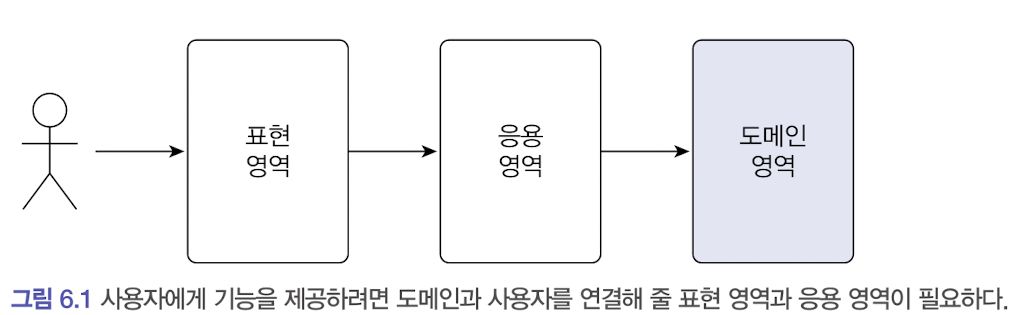 표현
영역
응용
영역
도메인
영역
그림 6.1 사용자에게 기능을 제공하려면 도메인과 사용자를 연결해 줄 표현 영역과 응용 영역이 필요하다.